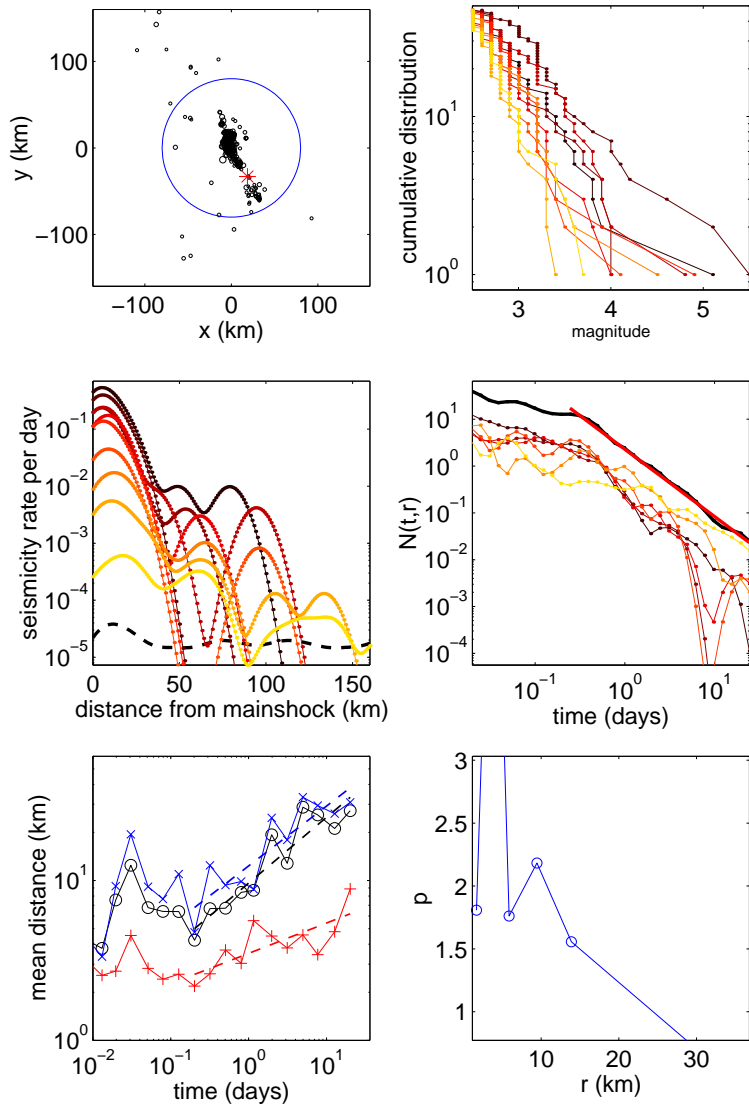 100
0
−100
y (km)
−100 0 100
x (km)
10^1
10^0
cumulative distribution
3 4 5
magnitude
10^−1
10^−2
10^−3
10^−4
10^−5
seismicity rate per day
0 50 100 150
distance from mainshock (km)
10^1
10^0
10^−1
10^−2
10^−3
10^−4
N(t,r)
10^−1 10^0 10^1
time (days)
10^1
10^0
mean distance (km)
10^−2 10^−1 10^0 10^1
time (days)
3
2.5
2
1.5
1
p
10 20 30
r (km)